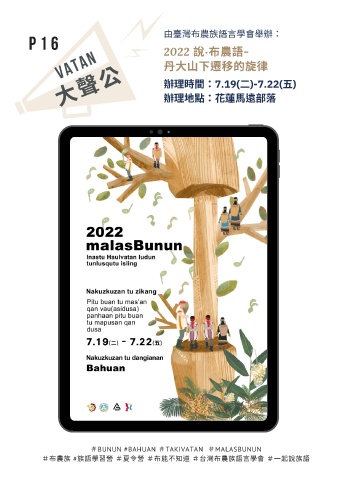 P16
VATAN
大聲公
由臺灣布農族語言學會舉辦：
2022 說-布農語-
丹大山下遷移的旋律
辦理時間：7.19(二)-7.22(五)
辦理地點：花蓮馬遠部落
2022
malasBunun
Inastu Haulvatan ludun
tunlusqutu isling
Nakuzkuzan tu zikang
Pitu buan tu mas'an
qan vau(asidusa)
panhaan pitu buan
tu mapusan qan
dusa
7.19(二) - 7.22(五)
Nakuzkuzan tu dangianan
Bahuan
＃BUNUN #BAHUAN ＃TAKIVATAN ＃MALASBUNUN
＃布農族 #族語學習營 ＃夏令營 ＃布能不知道 ＃台灣布農族語言學會 ＃一起說族語